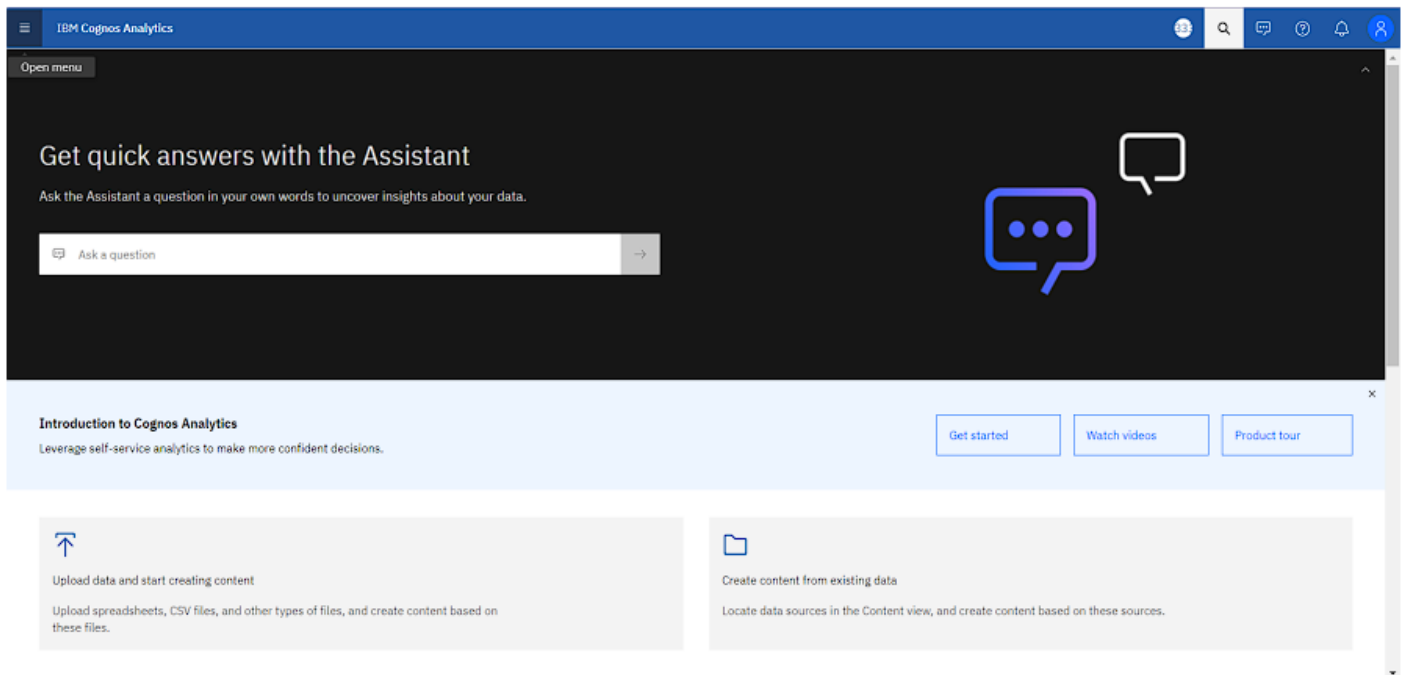 IBM Cognos Analytics
Open menu
Get quick answers with the Assistant
Ask the Assistant a question in your own words to uncover insights about your data.
Ask a question
Introduction to Cognos Analytics
Leverage self-service analytics to make more confident decisions.
Get started
Watch videos
Product tour
Upload data and start creating content
Upload spreadsheets, CSV files, and other types of files, and create content based on
these files.
Create content from existing data
Locate data sources in the Content view, and create content based on these sources.